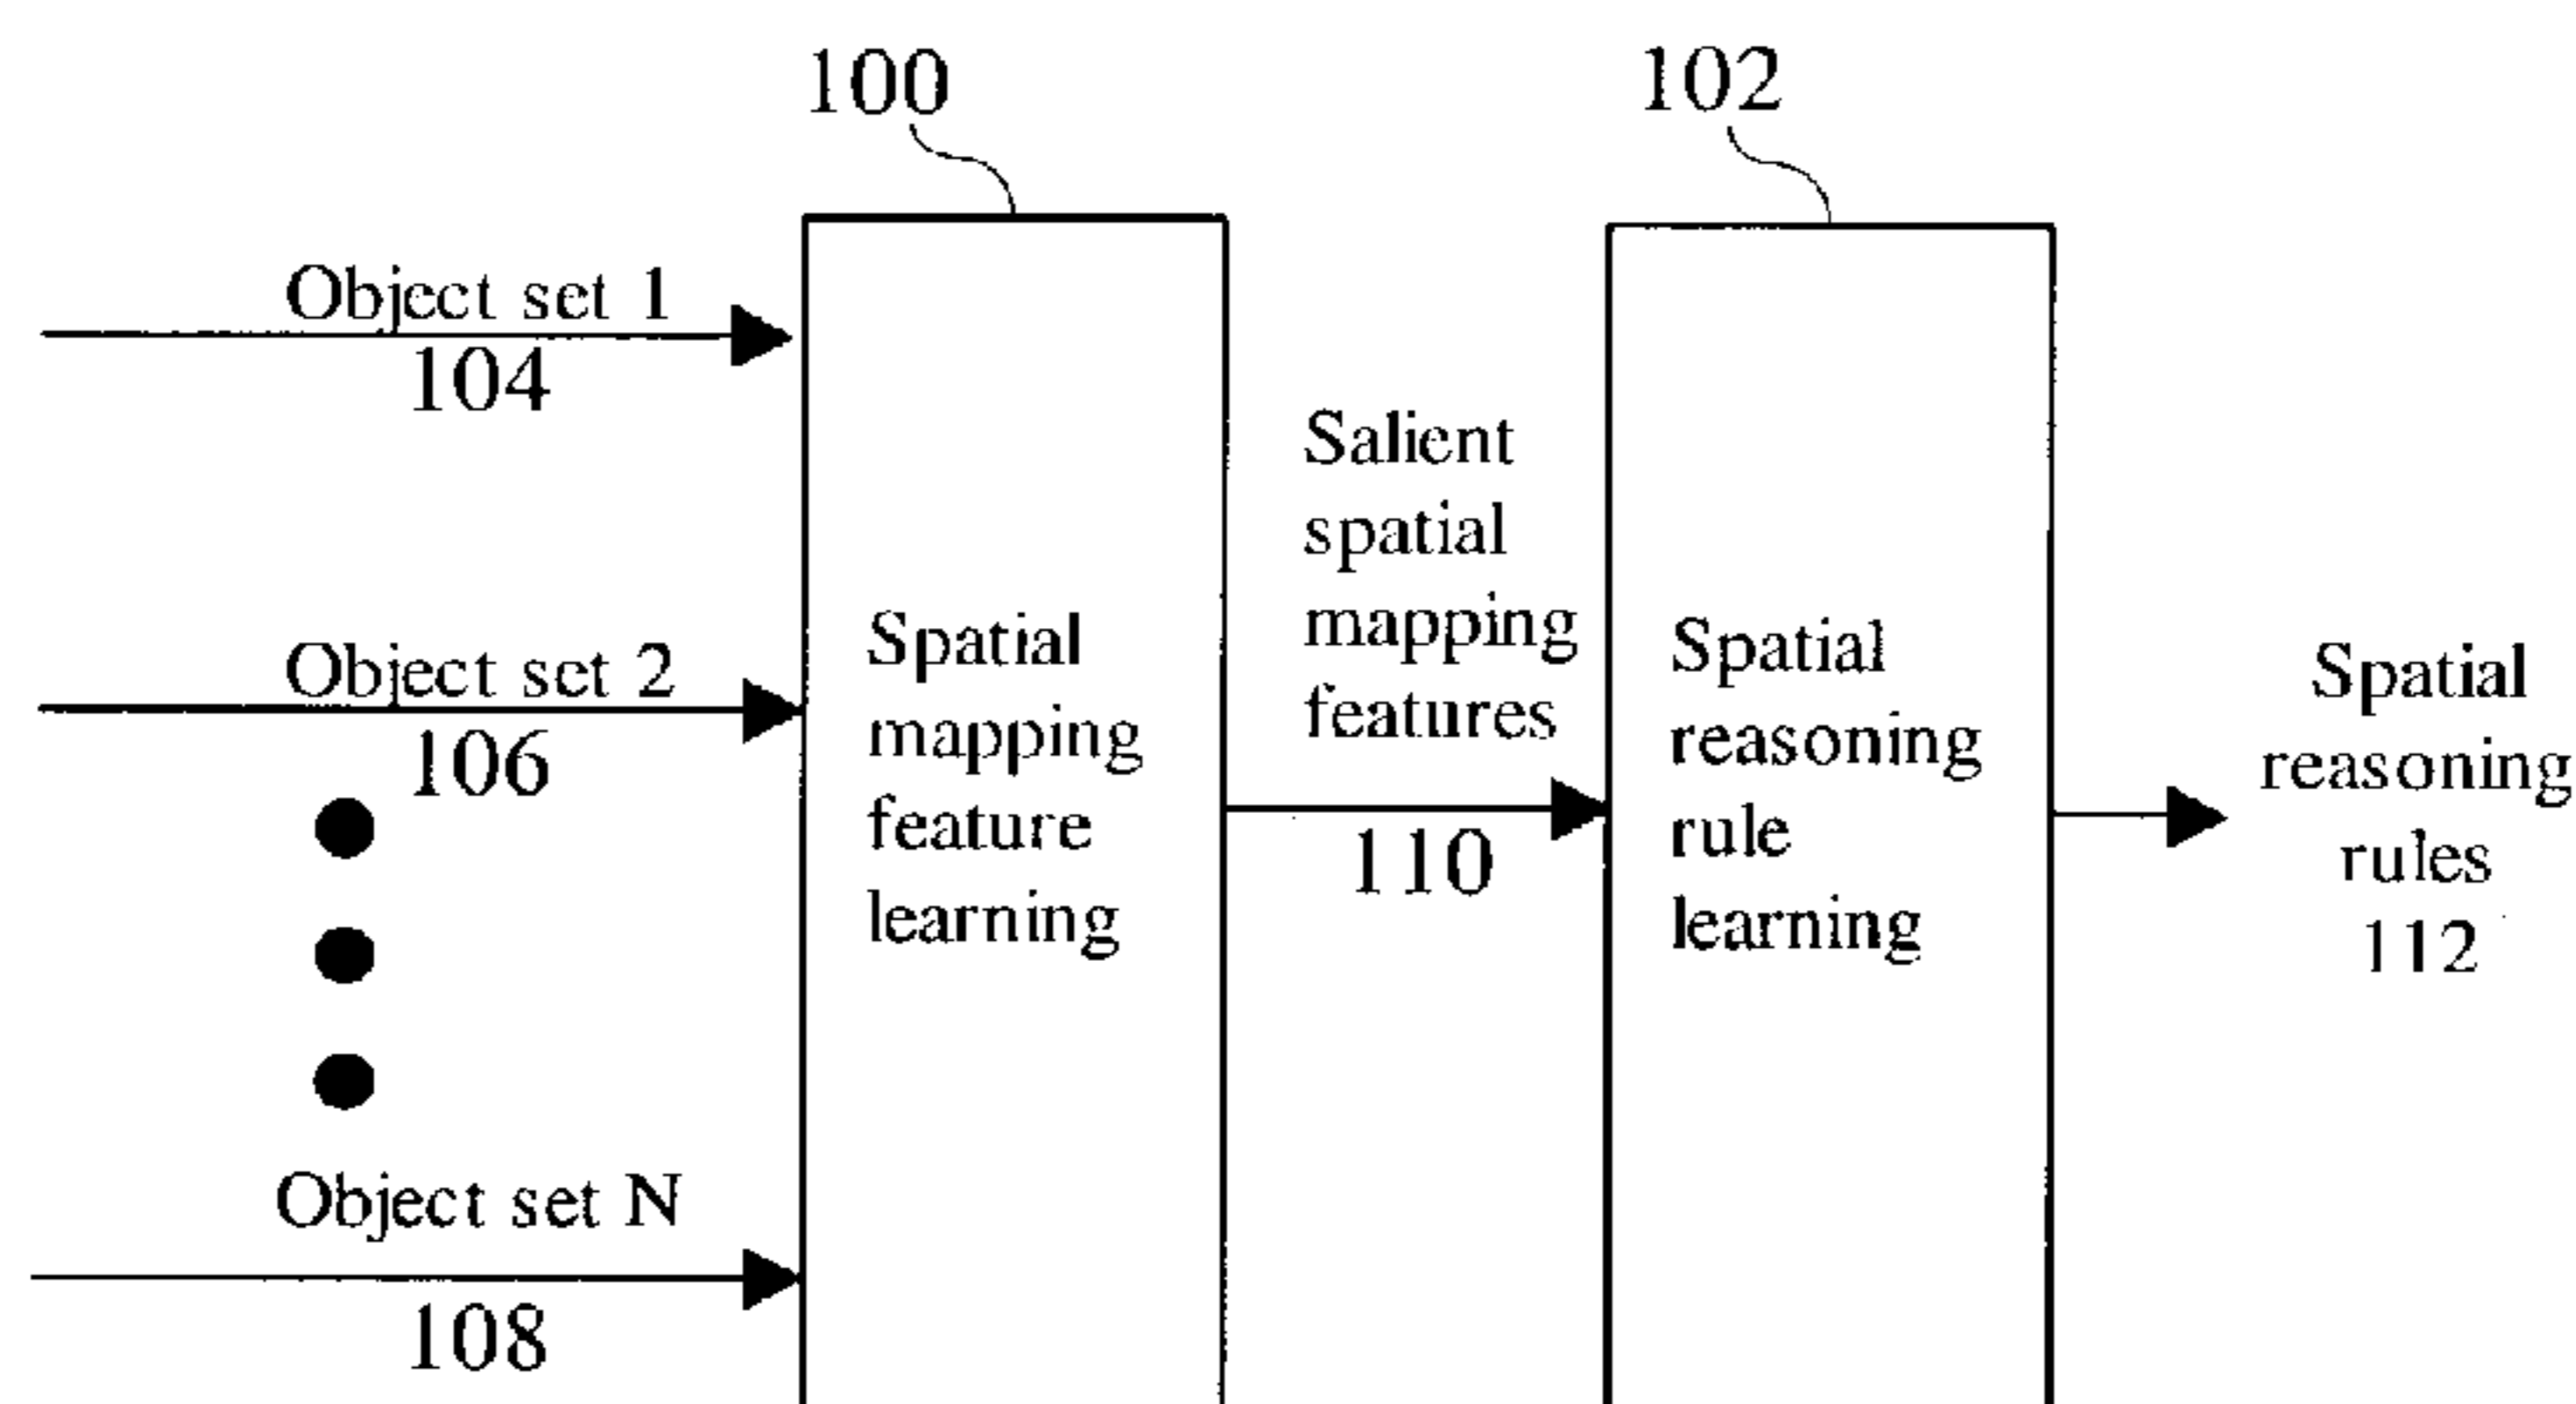 100
102
Object set 1
104
Object set 2
106
Object set N
108
Spatial
mapping
feature
learning
Salient
spatial
mapping
features
110
Spatial
reasoning
rule
learning
Spatial
reasoning
rules
112